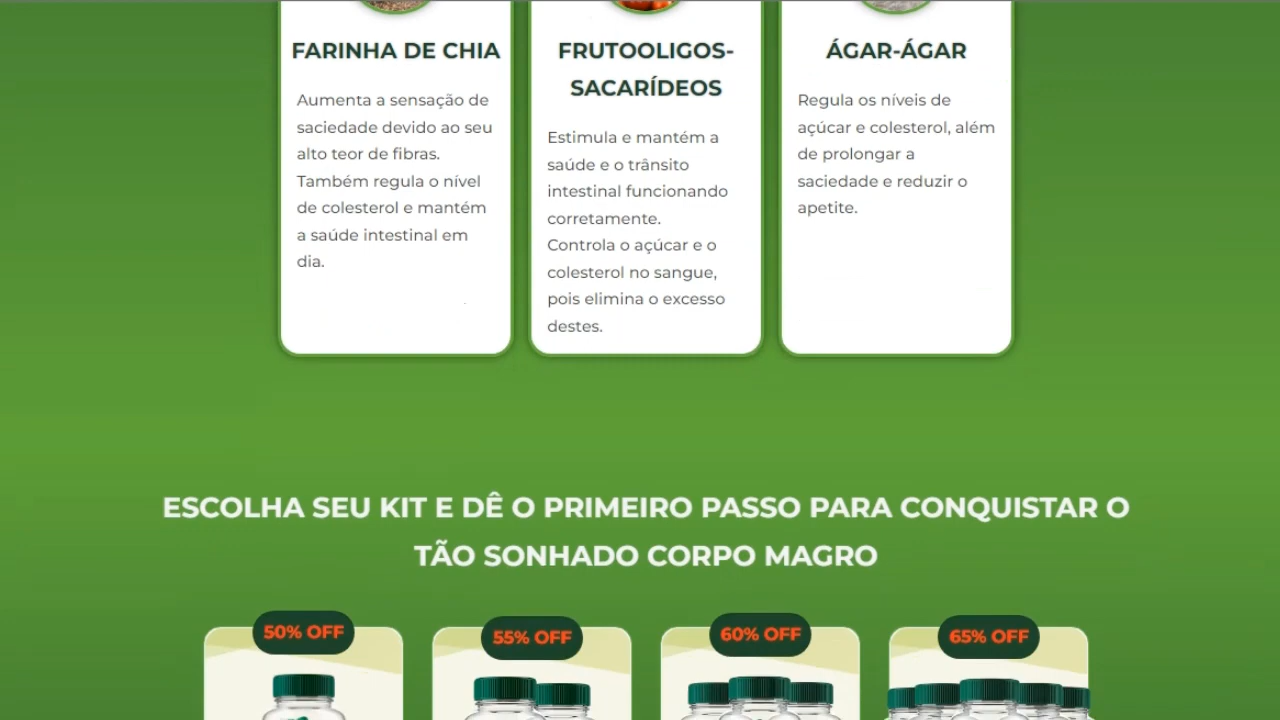 FARINHA DE CHIA
Aumenta a sensação de
saciedade devido ao seu
alto teor de fibras.
Também regula o nível
de colesterol e mantém
a saúde intestinal em
dia.
FRUTOOLIGOS-
SACARÍDEOS
Estimula e mantém a
saúde e o trânsito
intestinal funcionando
corretamente.
Controla o açúcar e o
colesterol no sangue,
pois elimina o excesso
destes.
ÁGAR-ÁGAR
Regula os níveis de
açúcar e colesterol, além
de prolongar a
saciedade e reduzir o
apetite.
ESCOLHA SEU KIT E DÊ O PRIMEIRO PASSO PARA CONQUISTAR O
TÃO SONHADO CORPO MAGRO
50% OFF
55% OFF
60% OFF
65% OFF